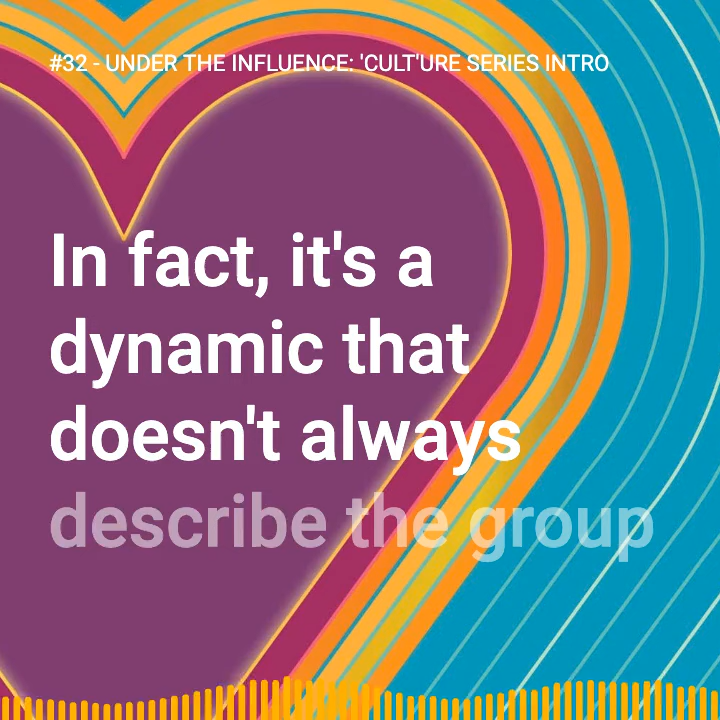 #32 - UNDER THE INFLUENCE: 'CULT'URE SERIES INTRO
In fact, it's a
dynamic that
doesn't always
describe the group